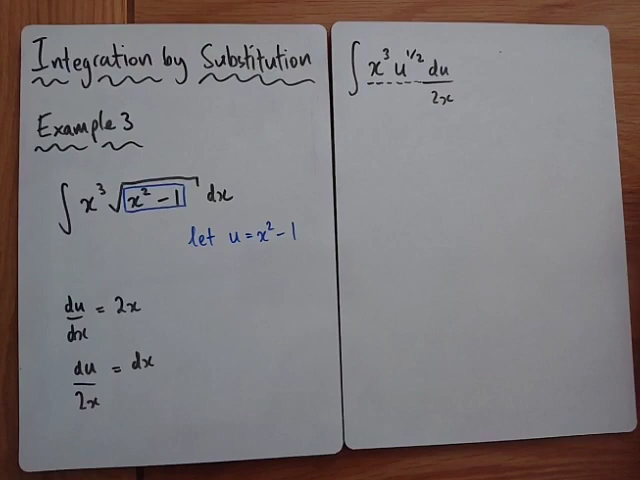 Integration by Substitution
Example 3
∫ x³ √(x² - 1) dx
let u = x² - 1
du/dx = 2x
du/2x = dx
∫ x³ u^1/2 du/2x